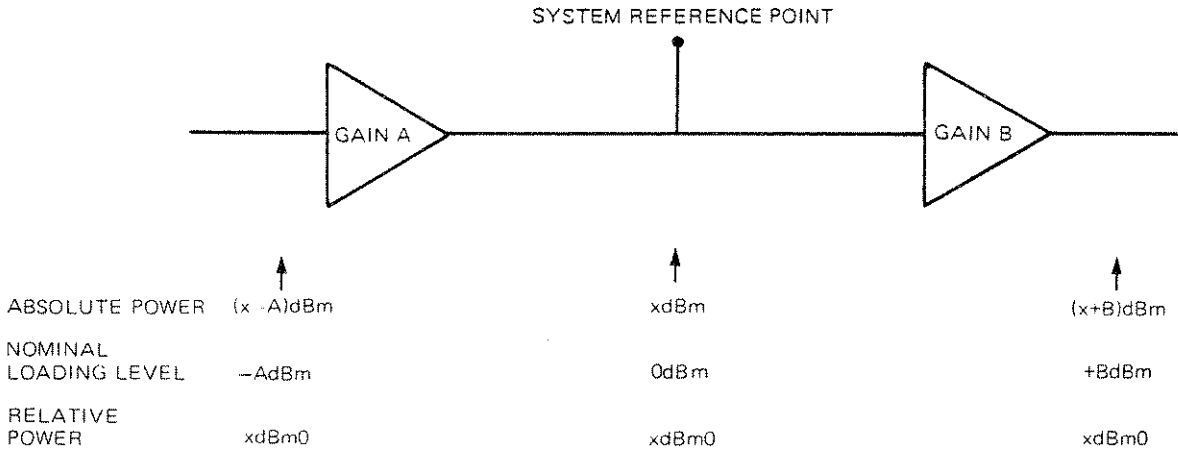 SYSTEM REFERENCE POINT
GAIN A
GAIN B
ABSOLUTE POWER (x -A)dBm xdBm (x+B)dBm
NOMINAL
LOADING LEVEL -AdBm 0dBm +BdBm
RELATIVE
POWER xdBm0 xdBm0 xdBm0